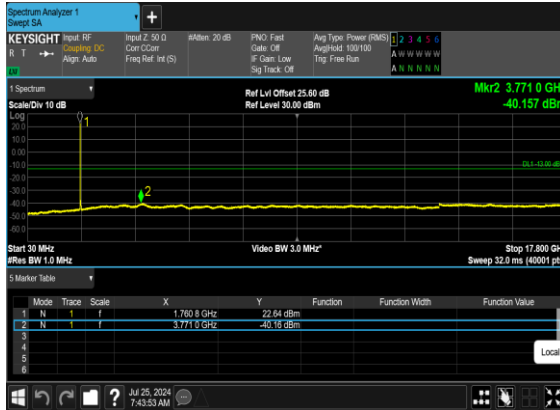 Spectrum Analyzer 1
Swept SA
+
KEYSIGHT Input: RF Input Z: 50 Ω #Atten: 20 dB PNO: Fast Avg Type: Power (RMS) 1 2 3 4 5 6
R T Coupling: DC Corr CCorr Gate: Off Avg|Hold: 100/100 A W W W W W
Align: Auto Freq Ref: Int (S) IF Gain: Low Trig: Free Run
LXI Sig Track: Off A N N N N N
1 Spectrum Ref Lvl Offset 25.60 dB Mkr2 3.771 0 GH
Scale/Div 10 dB Ref Level 30.00 dBm -40.157 dB
Log
20.0
10.0
0.00
-10.0
DL1 -13.00 dB
-20.0
-30.0
-40.0
-50.0
-60.0
1
2
Start 30 MHz Video BW 3.0 MHz* Stop 17.800 GH
#Res BW 1.0 MHz Sweep 32.0 ms (40001 pt
5 Marker Table
Mode Trace Scale X Y Function Function Width Function Value
1 N 1 f 1.760 8 GHz 22.64 dBm
2 N 1 f 3.771 0 GHz -40.16 dBm
3
4
5
6
Local
Jul 25, 2024
7:43:53 AM